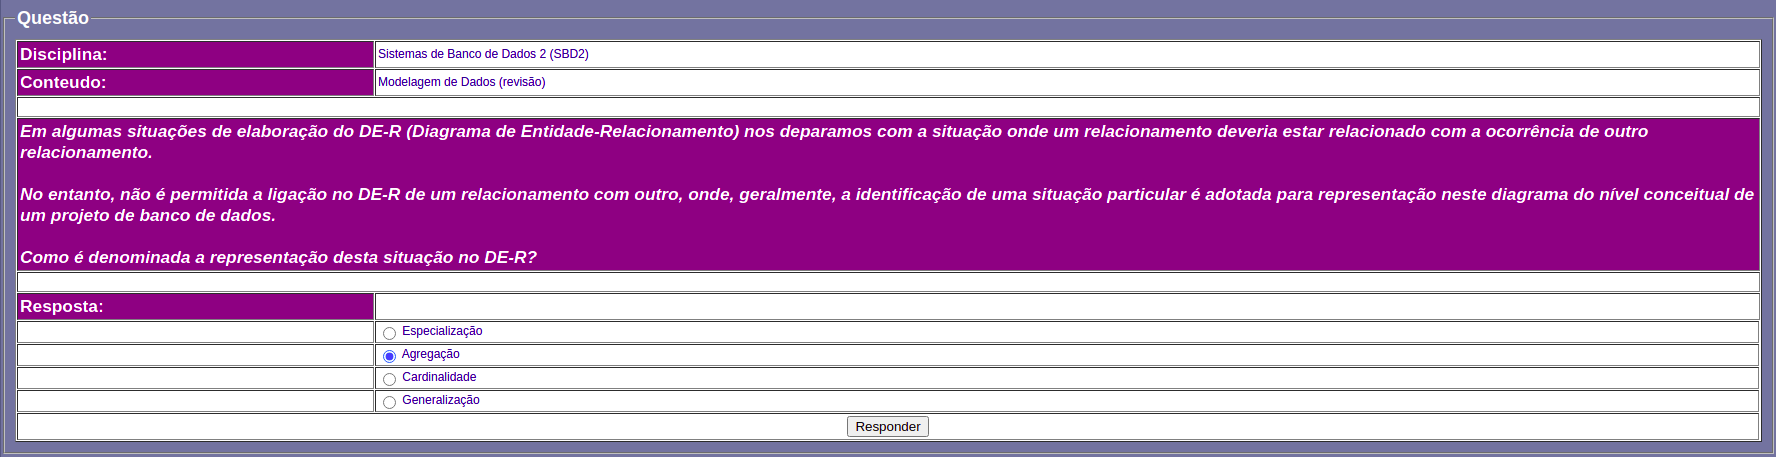 Questão
Disciplina: Sistemas de Banco de Dados 2 (SBD2)
Conteudo: Modelagem de Dados (revisão)
Em algumas situações de elaboração do DE-R (Diagrama de Entidade-Relacionamento) nos deparamos com a situação onde um relacionamento deveria estar relacionado com a ocorrência de outro
relacionamento.
No entanto, não é permitida a ligação no DE-R de um relacionamento com outro, onde, geralmente, a identificação de uma situação particular é adotada para representação neste diagrama do nível conceitual de
um projeto de banco de dados.
Como é denominada a representação desta situação no DE-R?
Resposta:
Especialização
Agregação
Cardinalidade
Generalização
Responder